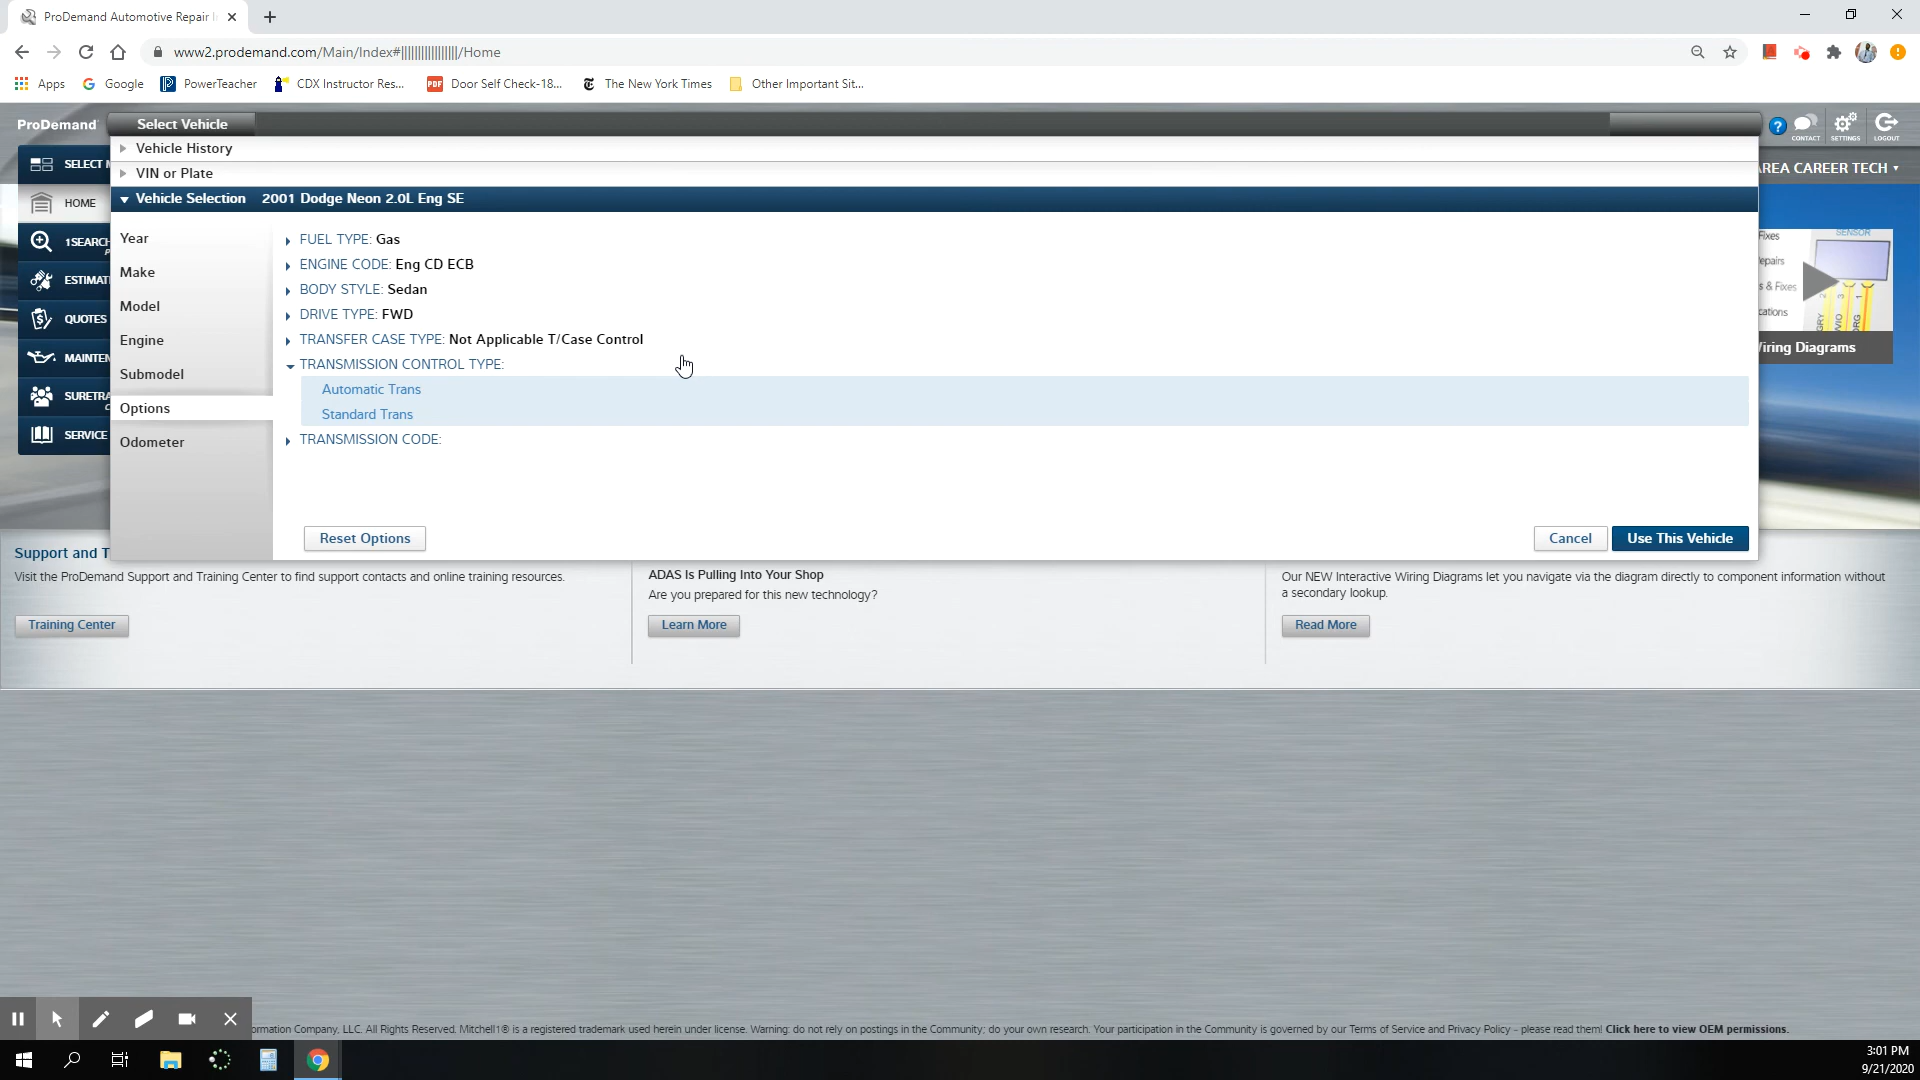 ProDemand Automotive Repair
www2.prodemand.com/Main/Index#||||||||||||||||/Home
Apps
Google
PowerTeacher
CDX Instructor Res...
Door Self Check-18...
The New York Times
Other Important Sit...
ProDemand
Select Vehicle
CONTACT
SETTINGS
LOGOUT
AREA CAREER TECH
SELECT
HOME
1SEARCH
ESTIMAT
QUOTES
MAINTEN
SURETRA
SERVICE
Vehicle History
VIN or Plate
Vehicle Selection 2001 Dodge Neon 2.0L Eng SE
Year
Make
Model
Engine
Submodel
Options
Odometer
FUEL TYPE: Gas
ENGINE CODE: Eng CD ECB
BODY STYLE: Sedan
DRIVE TYPE: FWD
TRANSFER CASE TYPE: Not Applicable T/Case Control
TRANSMISSION CONTROL TYPE:
Automatic Trans
Standard Trans
TRANSMISSION CODE:
Reset Options
Cancel
Use This Vehicle
SENSOR
Fixes
epairs
s & Fixes
cations
iring Diagrams
Support and T
Visit the ProDemand Support and Training Center to find support contacts and online training resources.
Training Center
ADAS Is Pulling Into Your Shop
Are you prepared for this new technology?
Learn More
Our NEW Interactive Wiring Diagrams let you navigate via the diagram directly to component information without
a secondary lookup.
Read More
ormation Company, LLC. All Rights Reserved. Mitchell1® is a registered trademark used herein under license. Warning: do not rely on postings in the Community; do your own research. Your participation in the Community is governed by our Terms of Service and Privacy Policy - please read them! Click here to view OEM permissions.
3:01 PM
9/21/2020